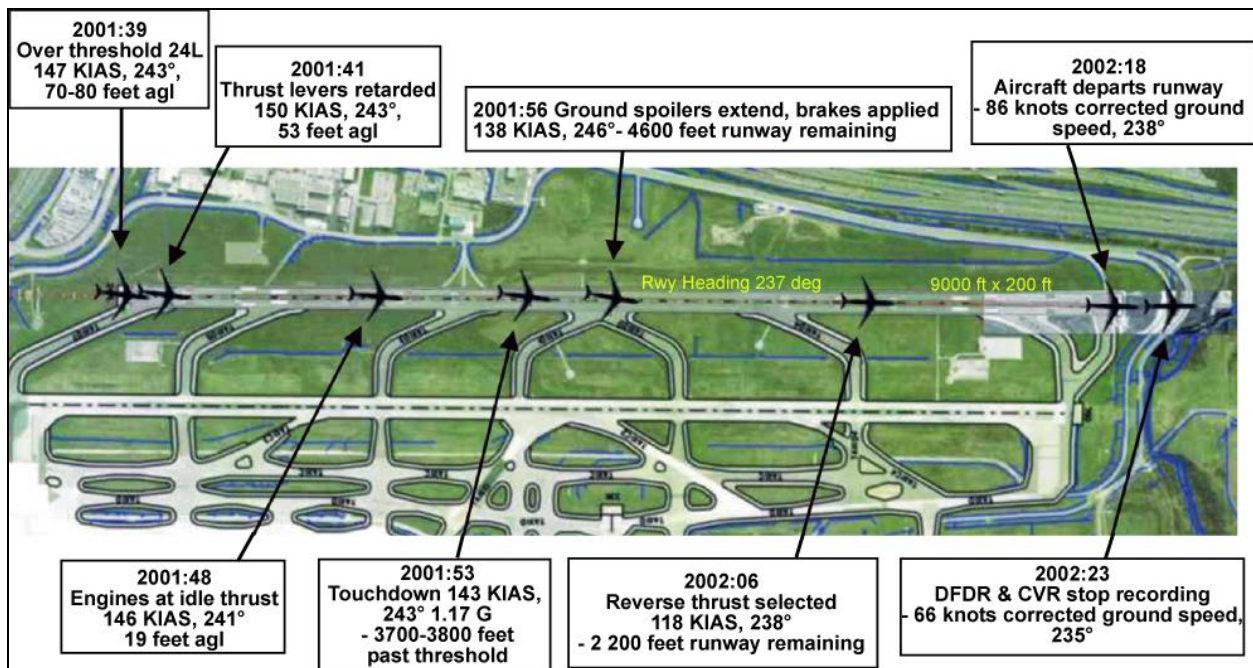 2001:39
Over threshold 24L
147 KIAS, 243°,
70-80 feet agl
2001:41
Thrust levers retarded
150 KIAS, 243°,
53 feet agl
2001:56 Ground spoilers extend, brakes applied
138 KIAS, 246°- 4600 feet runway remaining
2002:18
Aircraft departs runway
- 86 knots corrected ground
speed, 238°
Rwy Heading 237 deg
9000 ft x 200 ft
2001:48
Engines at idle thrust
146 KIAS, 241°
19 feet agl
2001:53
Touchdown 143 KIAS,
243° 1.17 G
- 3700-3800 feet
past threshold
2002:06
Reverse thrust selected
118 KIAS, 238°
- 2 200 feet runway remaining
2002:23
DFDR & CVR stop recording
- 66 knots corrected ground speed,
235°